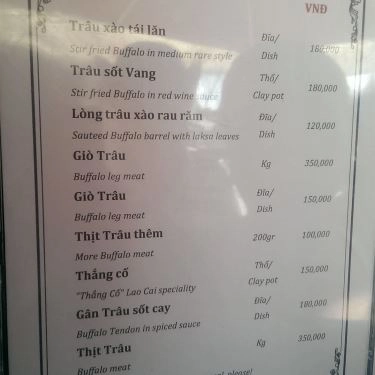 VNĐ
Trâu xào tái lăn Đĩa/ 160,000
Stir fried Buffalo in medium rare style Dish
Trâu sốt Vang Thố/ 180,000
Stir fried Buffalo in red wine sauce Clay pot
Lòng trâu xào rau răm Đĩa/ 120,000
Sauteed Buffalo barrel with laksa leaves Dish
Giò Trâu Kg 350,000
Buffalo leg meat
Giò Trâu Đĩa/ 150,000
Buffalo leg meat Dish
Thịt Trâu thêm 200gr 100,000
More Buffalo meat
Thắng cố Thố/ 150,000
"Thắng Cố" Lao Cai speciality Clay pot
Gân Trâu sốt cay Đĩa/ 180,000
Buffalo Tendon in spiced sauce Dish
Thịt Trâu Kg 350,000
Buffalo meat
please!